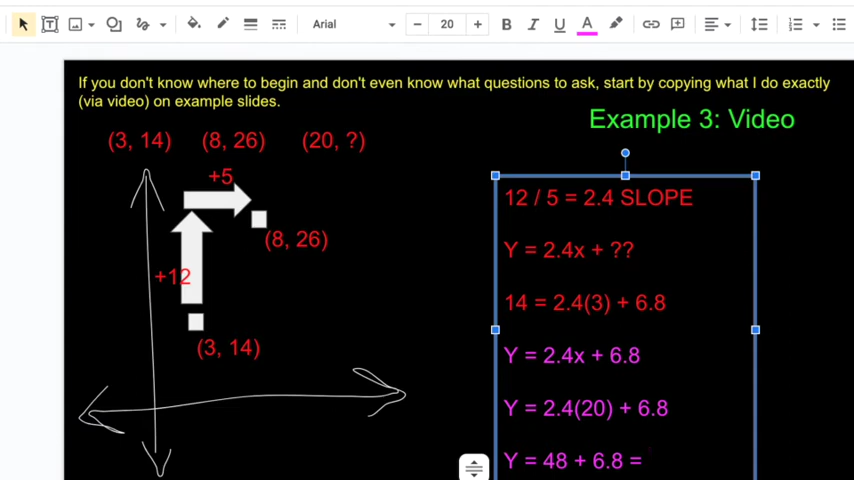 Arial
20
B I U A
If you don't know where to begin and don't even know what questions to ask, start by copying what I do exactly
(via video) on example slides.
Example 3: Video
(3, 14) (8, 26) (20, ?)
+5
(8, 26)
+12
(3, 14)
12 / 5 = 2.4 SLOPE
Y = 2.4x + ??
14 = 2.4(3) + 6.8
Y = 2.4x + 6.8
Y = 2.4(20) + 6.8
Y = 48 + 6.8 =